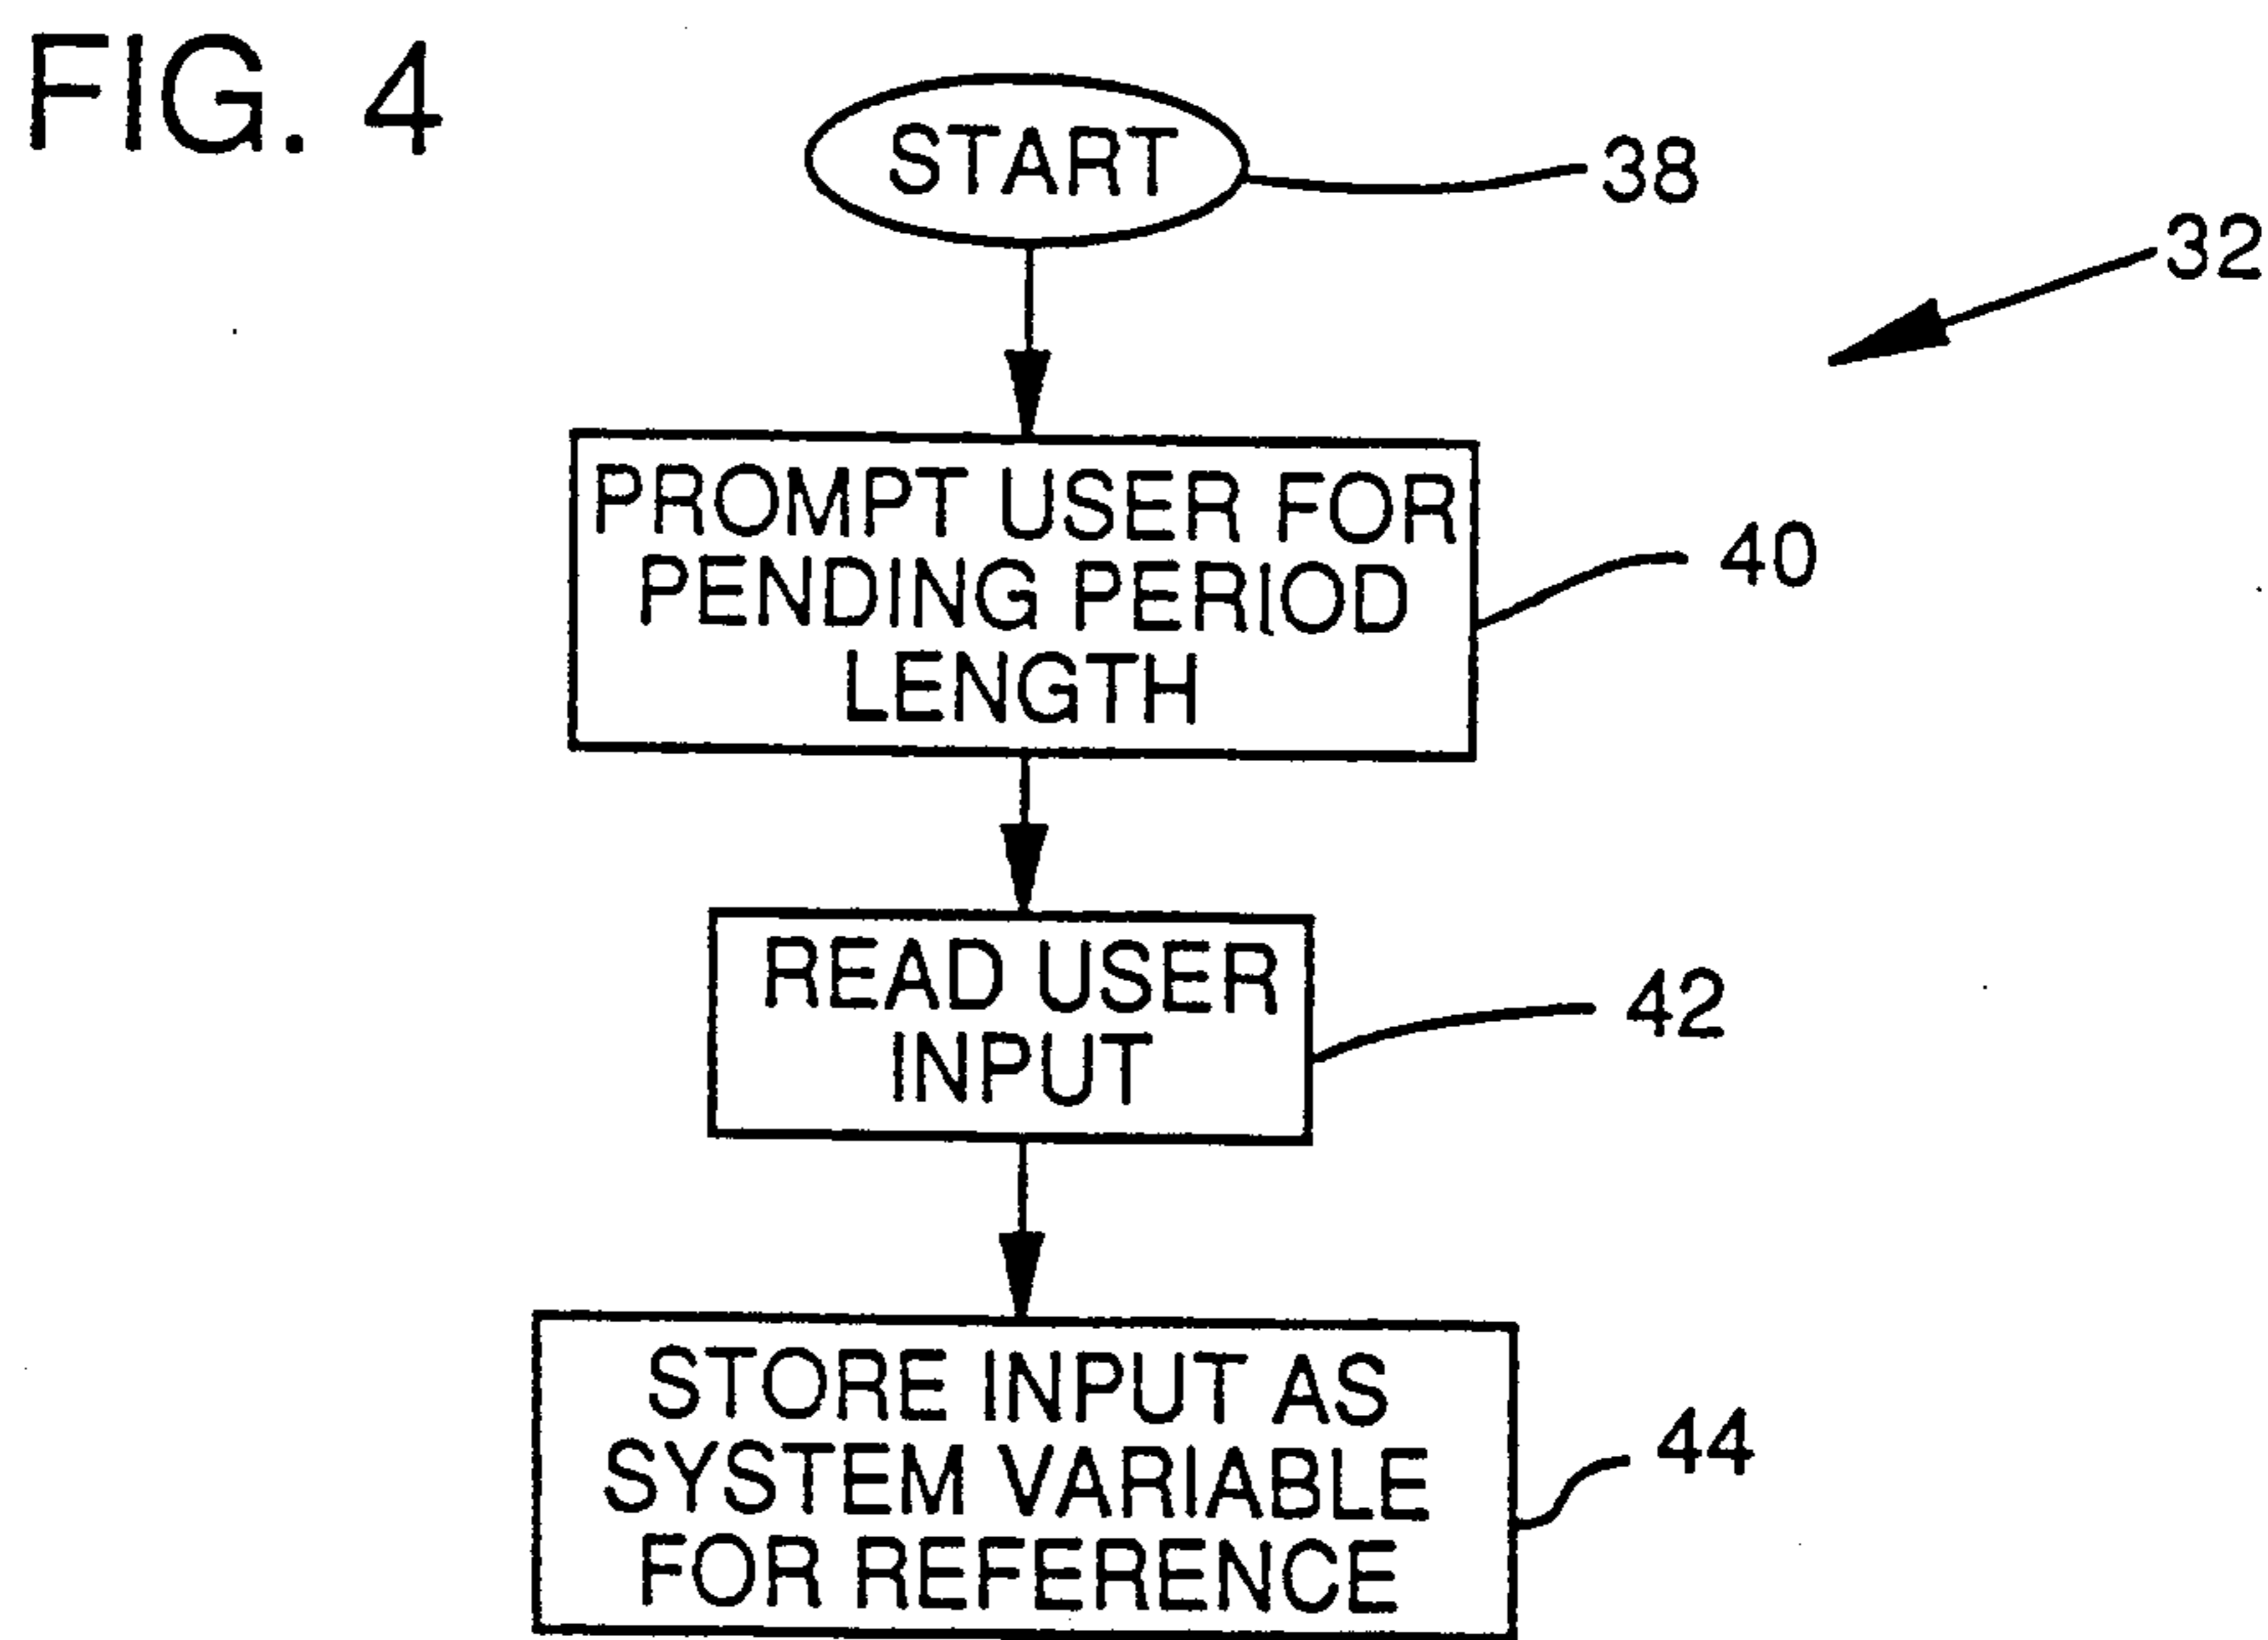 FIG. 4
START
38
32
PROMPT USER FOR
PENDING PERIOD
LENGTH
40
READ USER
INPUT
42
STORE INPUT AS
SYSTEM VARIABLE
FOR REFERENCE
44